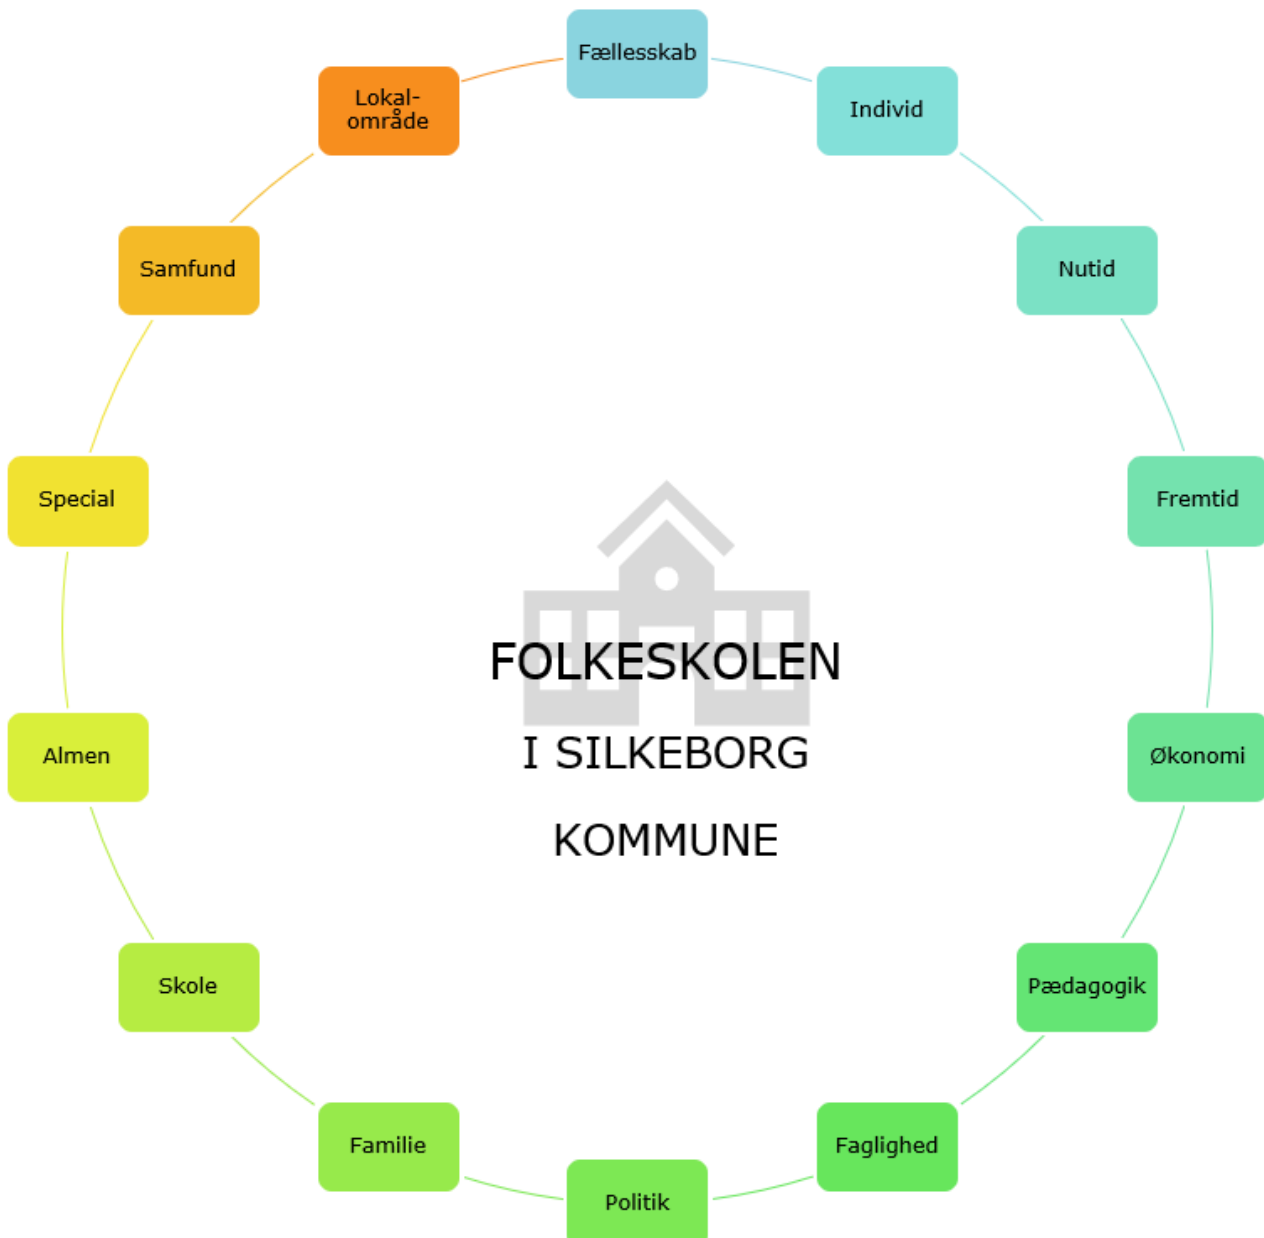 Fællesskab
Individ
Nutid
Fremtid
Økonomi
Pædagogik
Faglighed
Politik
Familie
Skole
Almen
Special
Samfund
Lokal-
område
FOLKESKOLEN
I SILKEBORG
KOMMUNE